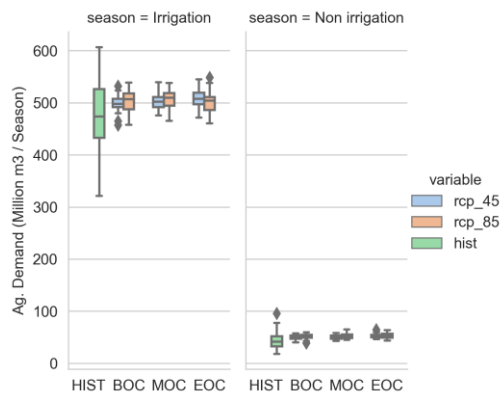 season = Irrigation
season = Non irrigation
Ag. Demand (Million m3 / Season)
600
500
400
300
200
100
0
HIST BOC MOC EOC
HIST BOC MOC EOC
variable
rcp_45
rcp_85
hist